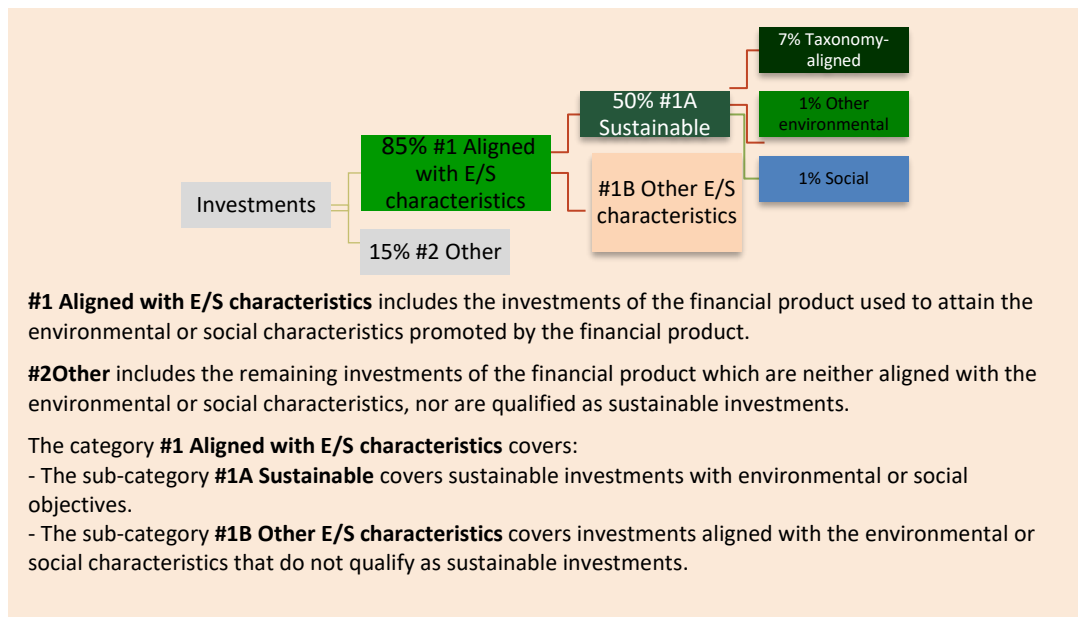 7% Taxonomy-
aligned
50% #1A
Sustainable
1% Other
environmental
85% #1 Aligned
with E/S
characteristics
#1B Other E/S
characteristics
1% Social
Investments
15% #2 Other
#1 Aligned with E/S characteristics includes the investments of the financial product used to attain the
environmental or social characteristics promoted by the financial product.
#2Other includes the remaining investments of the financial product which are neither aligned with the
environmental or social characteristics, nor are qualified as sustainable investments.
The category #1 Aligned with E/S characteristics covers:
- The sub-category #1A Sustainable covers sustainable investments with environmental or social
objectives.
- The sub-category #1B Other E/S characteristics covers investments aligned with the environmental or
social characteristics that do not qualify as sustainable investments.